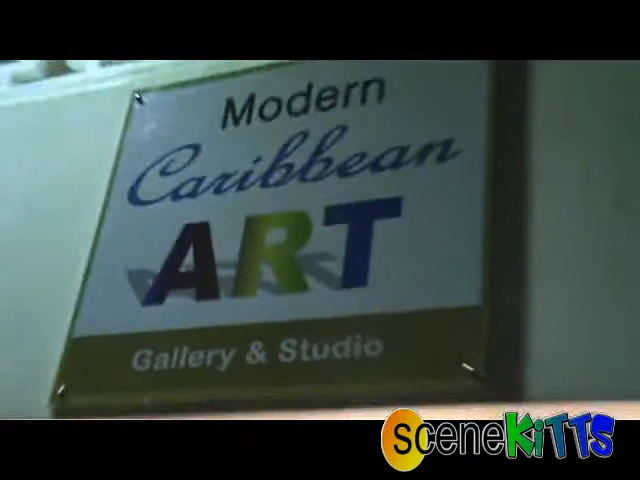 Modern
Caribbean
ART
Gallery & Studio
SceneKiTTS